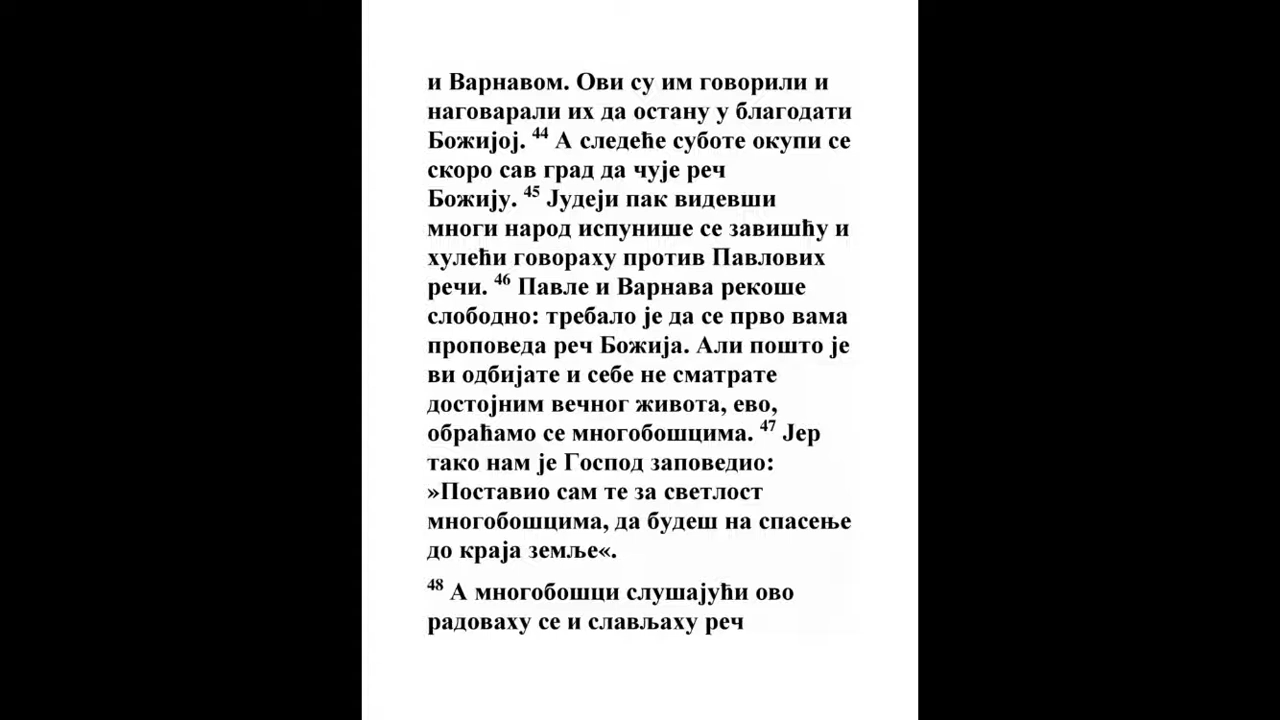 и Варнавом. Ови су им говорили и
наговарали их да остану у благодати
Божијој. 44 А следеће суботе окупи се
скоро сав град да чује реч
Божију. 45 Јудеји пак видевши
многи народ испунише се завишћу и
хулећи говораху против Павлових
речи. 46 Павле и Варнава рекоше
слободно: требало је да се прво вама
проповеда реч Божија. Али пошто је
ви одбијате и себе не сматрате
достојним вечног живота, ево,
обраћамо се многобошцима. 47 Јер
тако нам је Господ заповедио:
»Поставио сам те за светлост
многобошцима, да будеш на спасење
до краја земље«.
48 А многобошци слушајући ово
радоваху се и слављаху реч